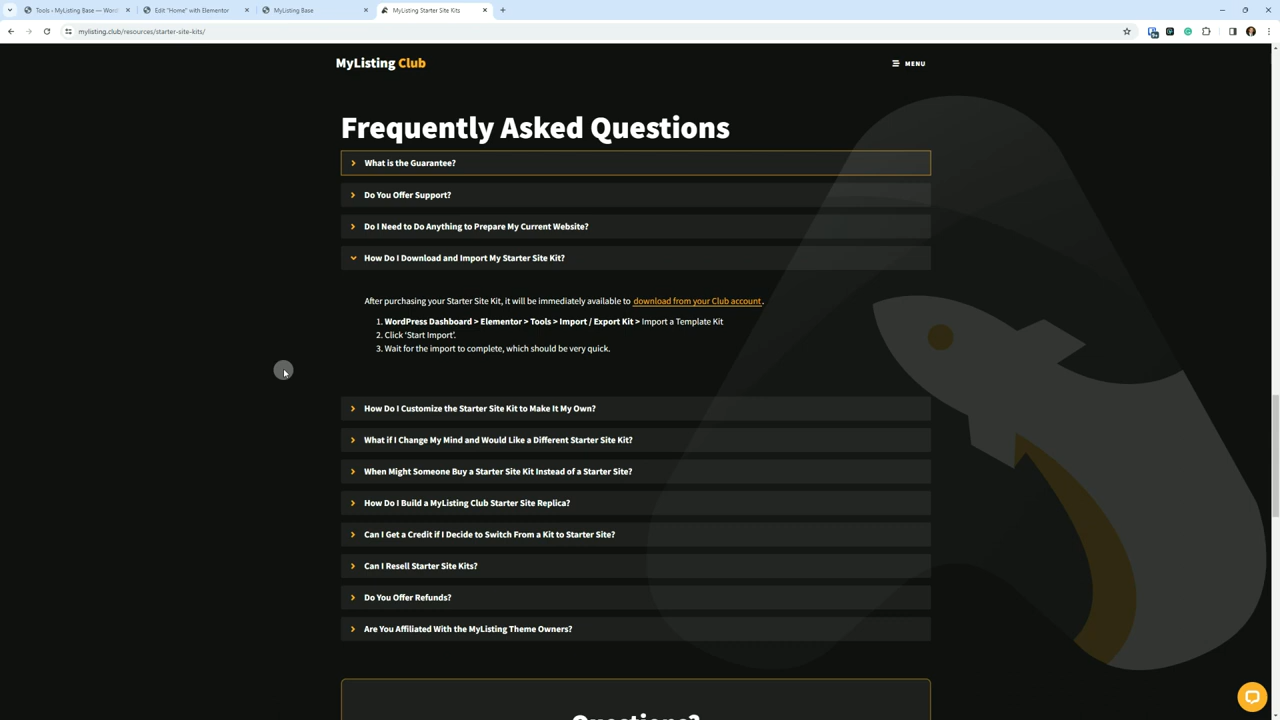 Tools ‹ MyListing Base — Word
Edit "Home" with Elementor
MyListing Base
MyListing Starter Site Kits
mylisting.club/resources/starter-site-kits/
MyListing Club
MENU
Frequently Asked Questions
What is the Guarantee?
Do You Offer Support?
Do I Need to Do Anything to Prepare My Current Website?
How Do I Download and Import My Starter Site Kit?
After purchasing your Starter Site Kit, it will be immediately available to download from your Club account.
1. WordPress Dashboard > Elementor > Tools > Import / Export Kit > Import a Template Kit
2. Click ‘Start Import’.
3. Wait for the import to complete, which should be very quick.
How Do I Customize the Starter Site Kit to Make It My Own?
What if I Change My Mind and Would Like a Different Starter Site Kit?
When Might Someone Buy a Starter Site Kit Instead of a Starter Site?
How Do I Build a MyListing Club Starter Site Replica?
Can I Get a Credit if I Decide to Switch From a Kit to Starter Site?
Can I Resell Starter Site Kits?
Do You Offer Refunds?
Are You Affiliated With the MyListing Theme Owners?
Questions?